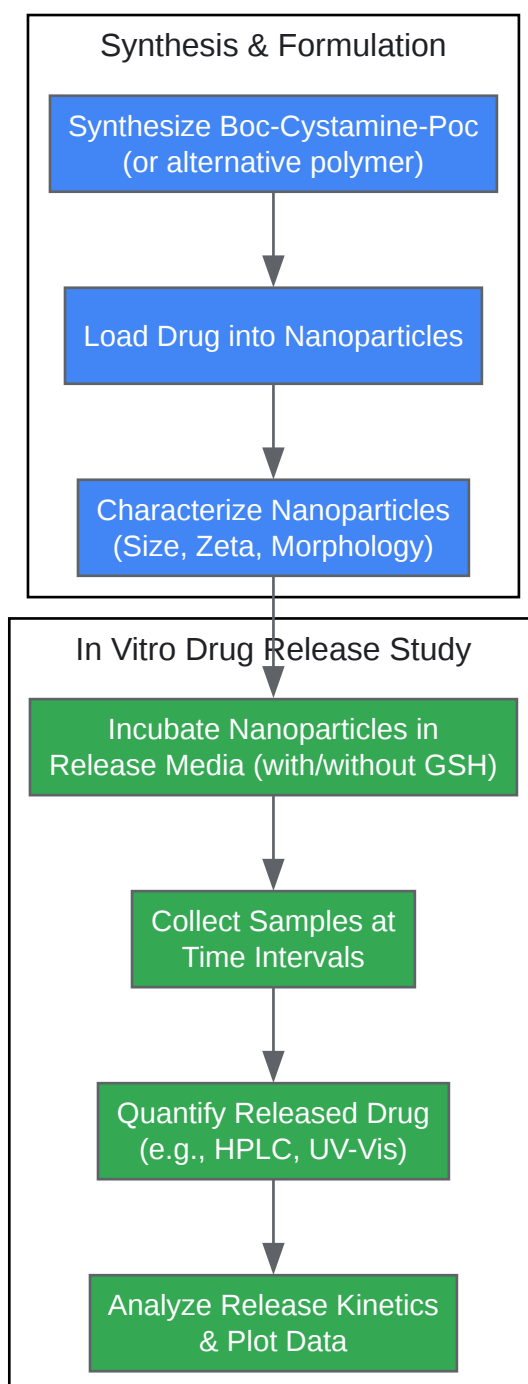 Synthesis & Formulation
Synthesize Boc-Cystamine-Poc
(or alternative polymer)
Load Drug into Nanoparticles
Characterize Nanoparticles
(Size, Zeta, Morphology)
In Vitro Drug Release Study
Incubate Nanoparticles in
Release Media (with/without GSH)
Collect Samples at
Time Intervals
Quantify Released Drug
(e.g., HPLC, UV-Vis)
Analyze Release Kinetics
& Plot Data